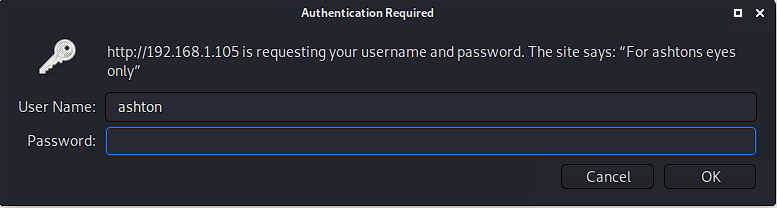 Authentication Required
http://192.168.1.105 is requesting your username and password. The site says: “For ashtons eyes
only”
User Name: ashton
Password:
Cancel OK